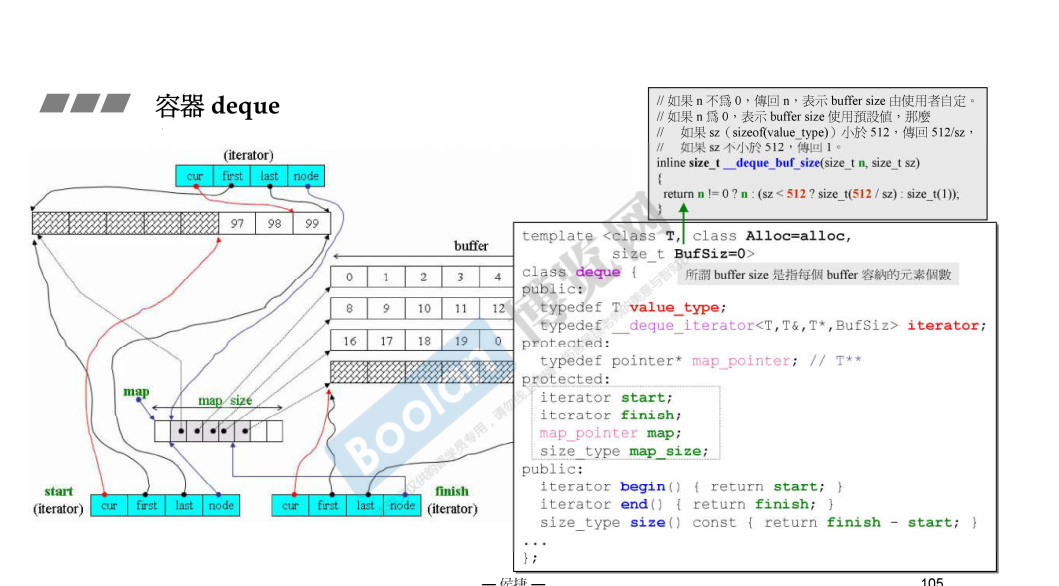 容器 deque
// 如果 n 不為 0，傳回 n，表示 buffer size 由使用者自定。
// 如果 n 為 0，表示 buffer size 使用預設值，那麼
// 如果 sz（sizeof(value_type)）小於 512，傳回 512/sz，
// 如果 sz 不小於 512，傳回 1。
inline size_t __deque_buf_size(size_t n, size_t sz)
{
return n != 0 ? n : (sz < 512 ? size_t(512 / sz) : size_t(1));
}
(iterator)
cur first last node
97 98 99
buffer
0 1 2 3 4
8 9 10 11 12
16 17 18 19 0
map
map size
start
(iterator)
cur first last node
cur first last node
finish
(iterator)
template <class T, class Alloc=alloc,
size_t BufSiz=0>
class deque {
所謂 buffer size 是指每個 buffer 容納的元素個數
public:
typedef T value_type;
typedef __deque_iterator<T,T&,T*,BufSiz> iterator;
protected:
typedef pointer* map_pointer; // T**
protected:
iterator start;
iterator finish;
map_pointer map;
size_type map_size;
public:
iterator begin() { return start; }
iterator end() { return finish; }
size_type size() const { return finish - start; }
...
};
Boolan 博览网
— 侯捷 —
105